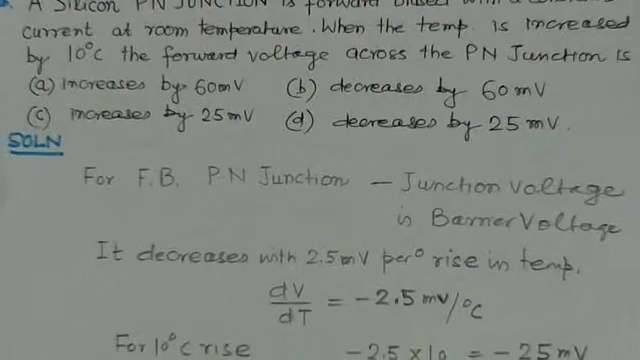 A Silicon PN JUNCTION is forward biased with a
current at room temperature. When the temp. is increased
by 10°C the forward voltage across the PN Junction is
(a) increases by 60mV (b) decreases by 60mV
(c) increases by 25mV (d) decreases by 25mV.
SOLN
For F.B. PN Junction – Junction Voltage
is Barrier Voltage
It decreases with 2.5mV per° rise in temp.
dV/dT = -2.5 mV/°C
For 10°C rise -2.5 × 10 = -25mV